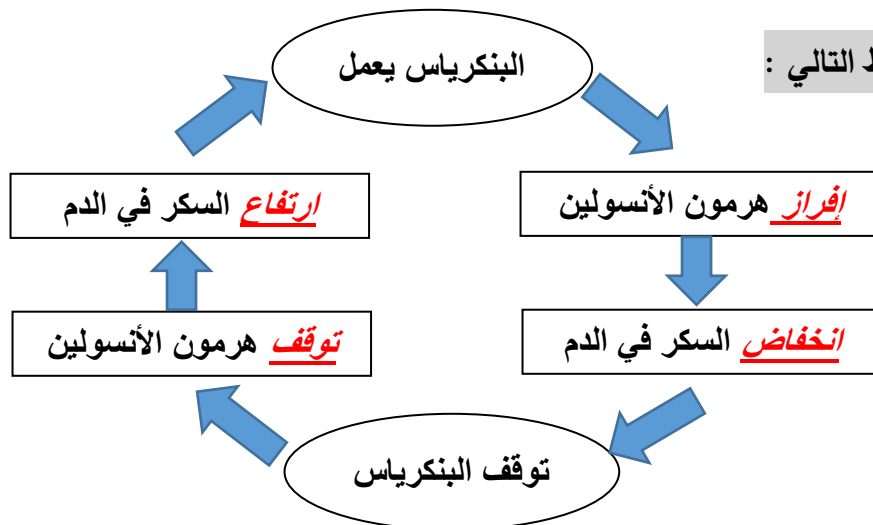 التالي :
البنكرياس يعمل
إفراز هرمون الأنسولين
انخفاض السكر في الدم
توقف البنكرياس
توقف هرمون الأنسولين
ارتفاع السكر في الدم